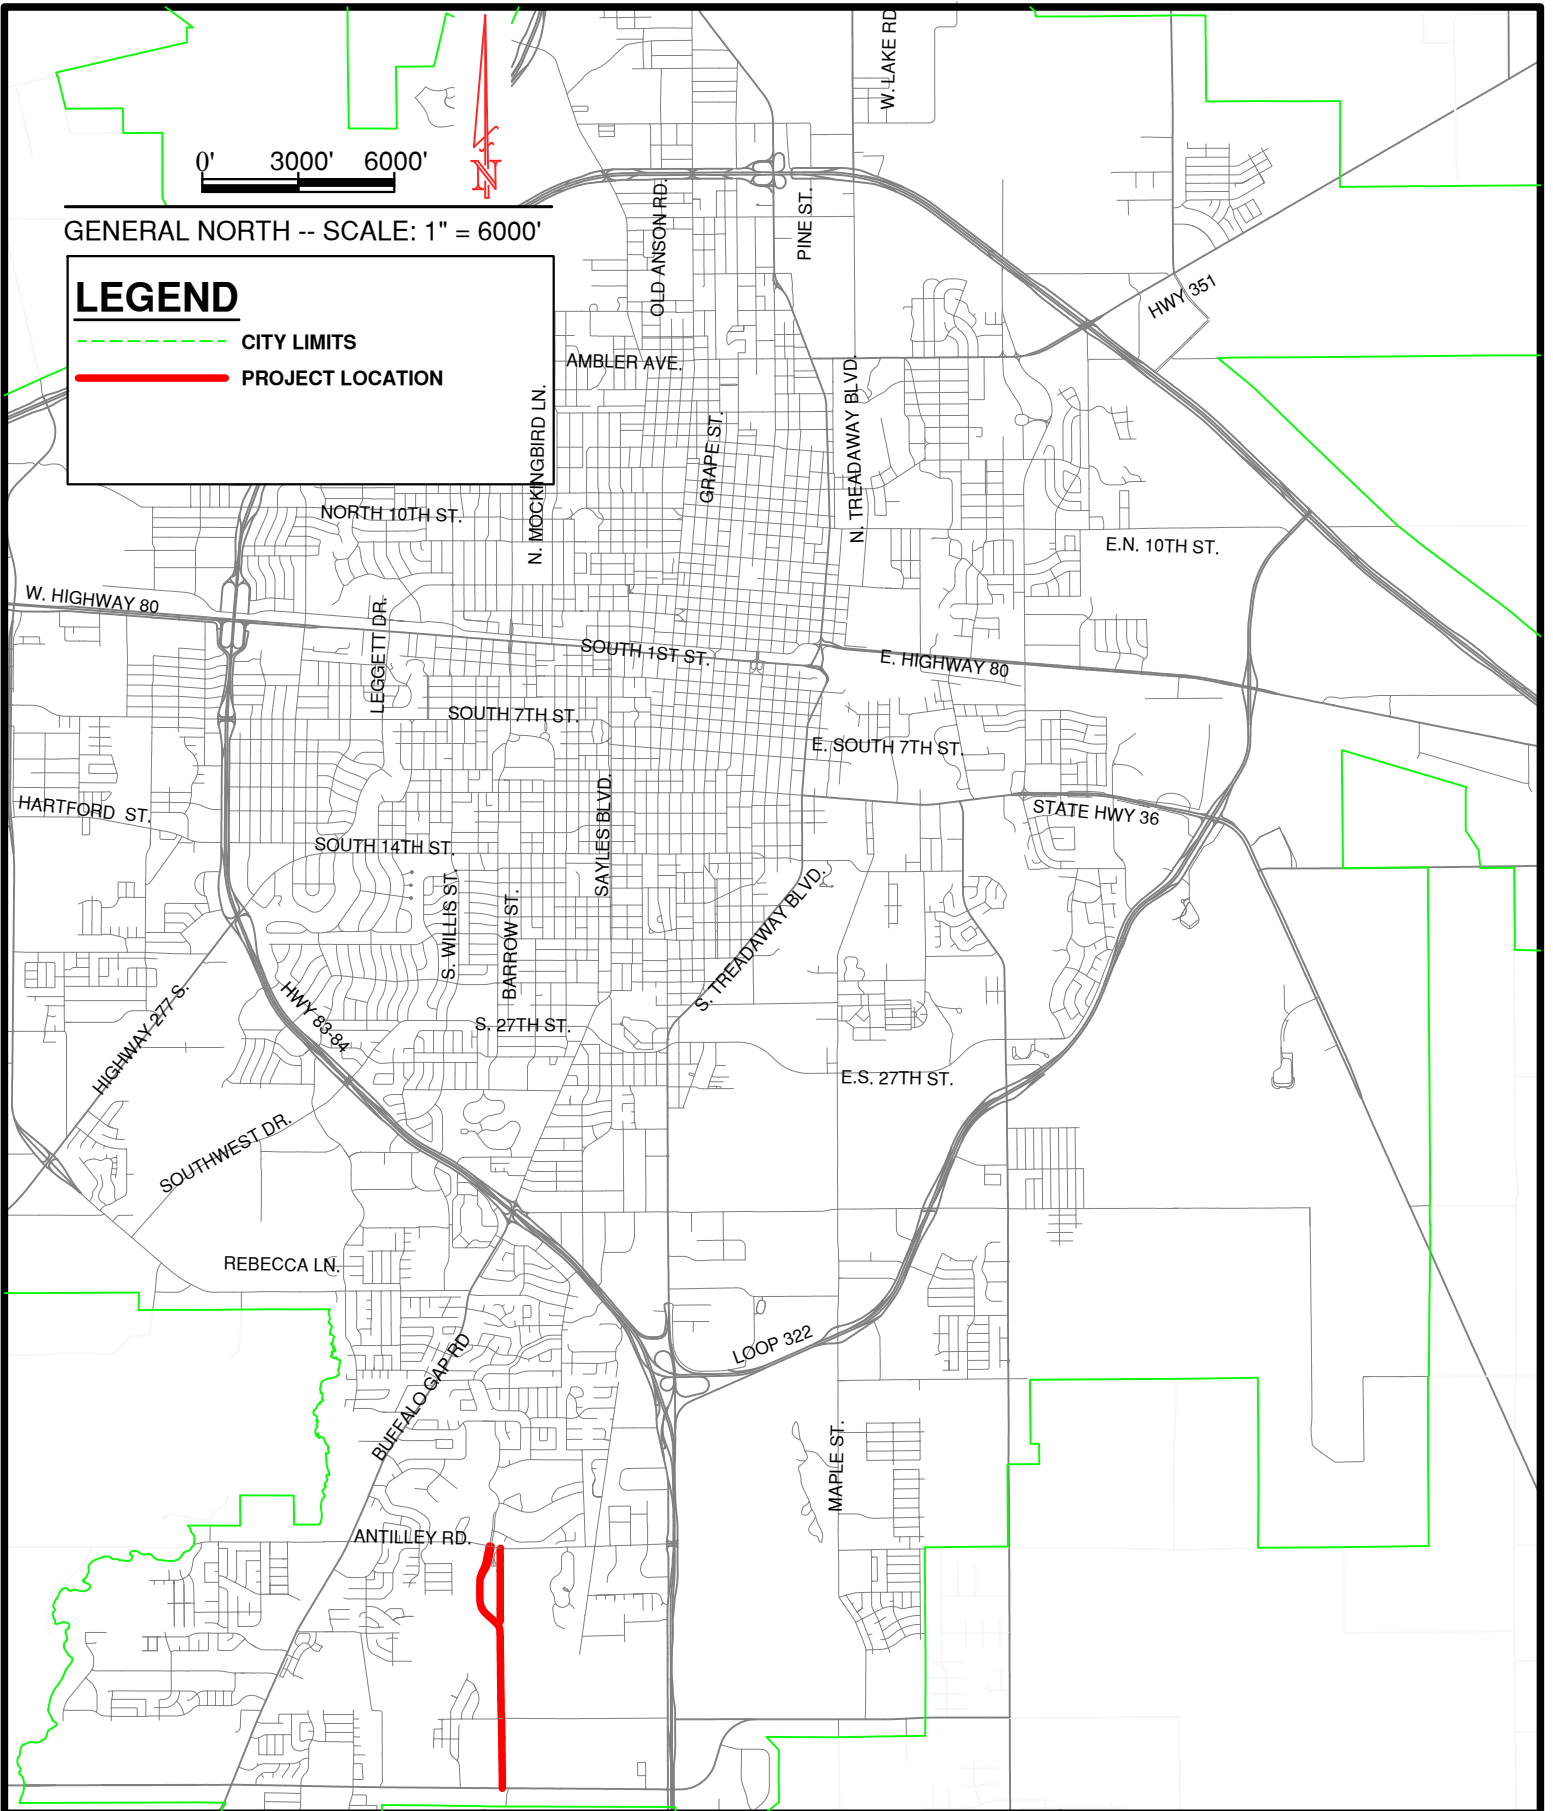 W. LAKE RD
0' 3000' 6000'
N
GENERAL NORTH -- SCALE: 1" = 6000'
OLD ANSON RD.
PINE ST.
LEGEND
CITY LIMITS
PROJECT LOCATION
HWY 351
AMBLER AVE.
N. MOCKINGBIRD LN.
GRAPE ST.
N. TREADAWAY BLVD.
NORTH 10TH ST.
E.N. 10TH ST.
W. HIGHWAY 80
LEGGETT DR.
SOUTH 1ST ST.
E. HIGHWAY 80
SOUTH 7TH ST.
E. SOUTH 7TH ST.
HARTFORD ST.
STATE HWY 36
SOUTH 14TH ST.
SAYLES BLVD.
S. WILLIS ST.
BARROW ST.
S. TREADAWAY BLVD.
HIGHWAY 277 S.
HWY 83-84
S. 27TH ST.
E.S. 27TH ST.
SOUTHWEST DR.
REBECCA LN.
LOOP 322
BUFFALO GAP RD
MAPLE ST.
ANTILLEY RD.